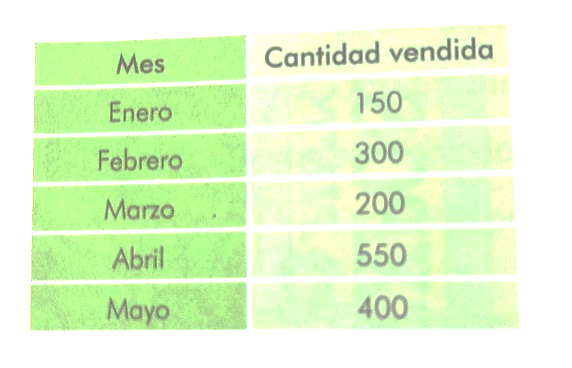 Mes Cantidad vendida
Enero 150
Febrero 300
Marzo 200
Abril 550
Mayo 400